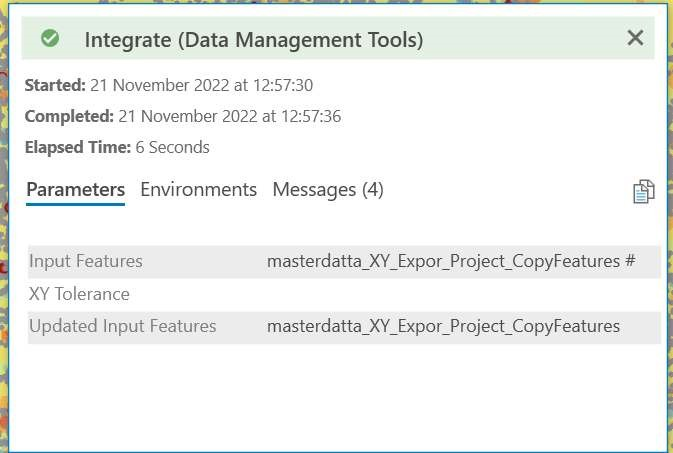 Integrate (Data Management Tools)
Started: 21 November 2022 at 12:57:30
Completed: 21 November 2022 at 12:57:36
Elapsed Time: 6 Seconds
Parameters Environments Messages (4)
Input Features masterdatta_XY_Expor_Project_CopyFeatures #
XY Tolerance
Updated Input Features masterdatta_XY_Expor_Project_CopyFeatures